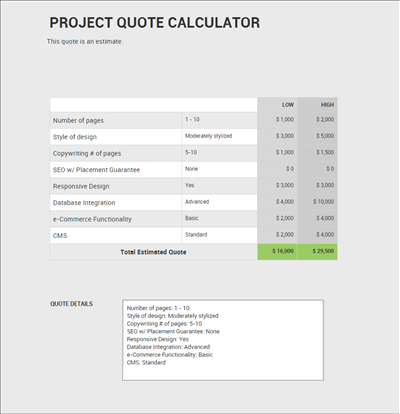 PROJECT QUOTE CALCULATOR
This quote is an estimate.
LOW HIGH
Number of pages 1 - 10 $ 1,000 $ 2,000
Style of design Moderately stylized $ 3,000 $ 5,000
Copywriting # of pages 5-10 $ 1,000 $ 1,500
SEO w/ Placement Guarantee None $ 0 $ 0
Responsive Design Yes $ 3,000 $ 3,000
Database Integration Advanced $ 4,000 $ 10,000
e-Commerce Functionality Basic $ 2,000 $ 4,000
CMS Standard $ 2,000 $ 4,000
Total Estimated Quote $ 16,000 $ 29,500
QUOTE DETAILS
Number of pages: 1 - 10
Style of design: Moderately stylized
Copywriting # of pages: 5-10
SEO w/ Placement Guarantee: None
Responsive Design: Yes
Database Integration: Advanced
e-Commerce Functionality: Basic
CMS: Standard